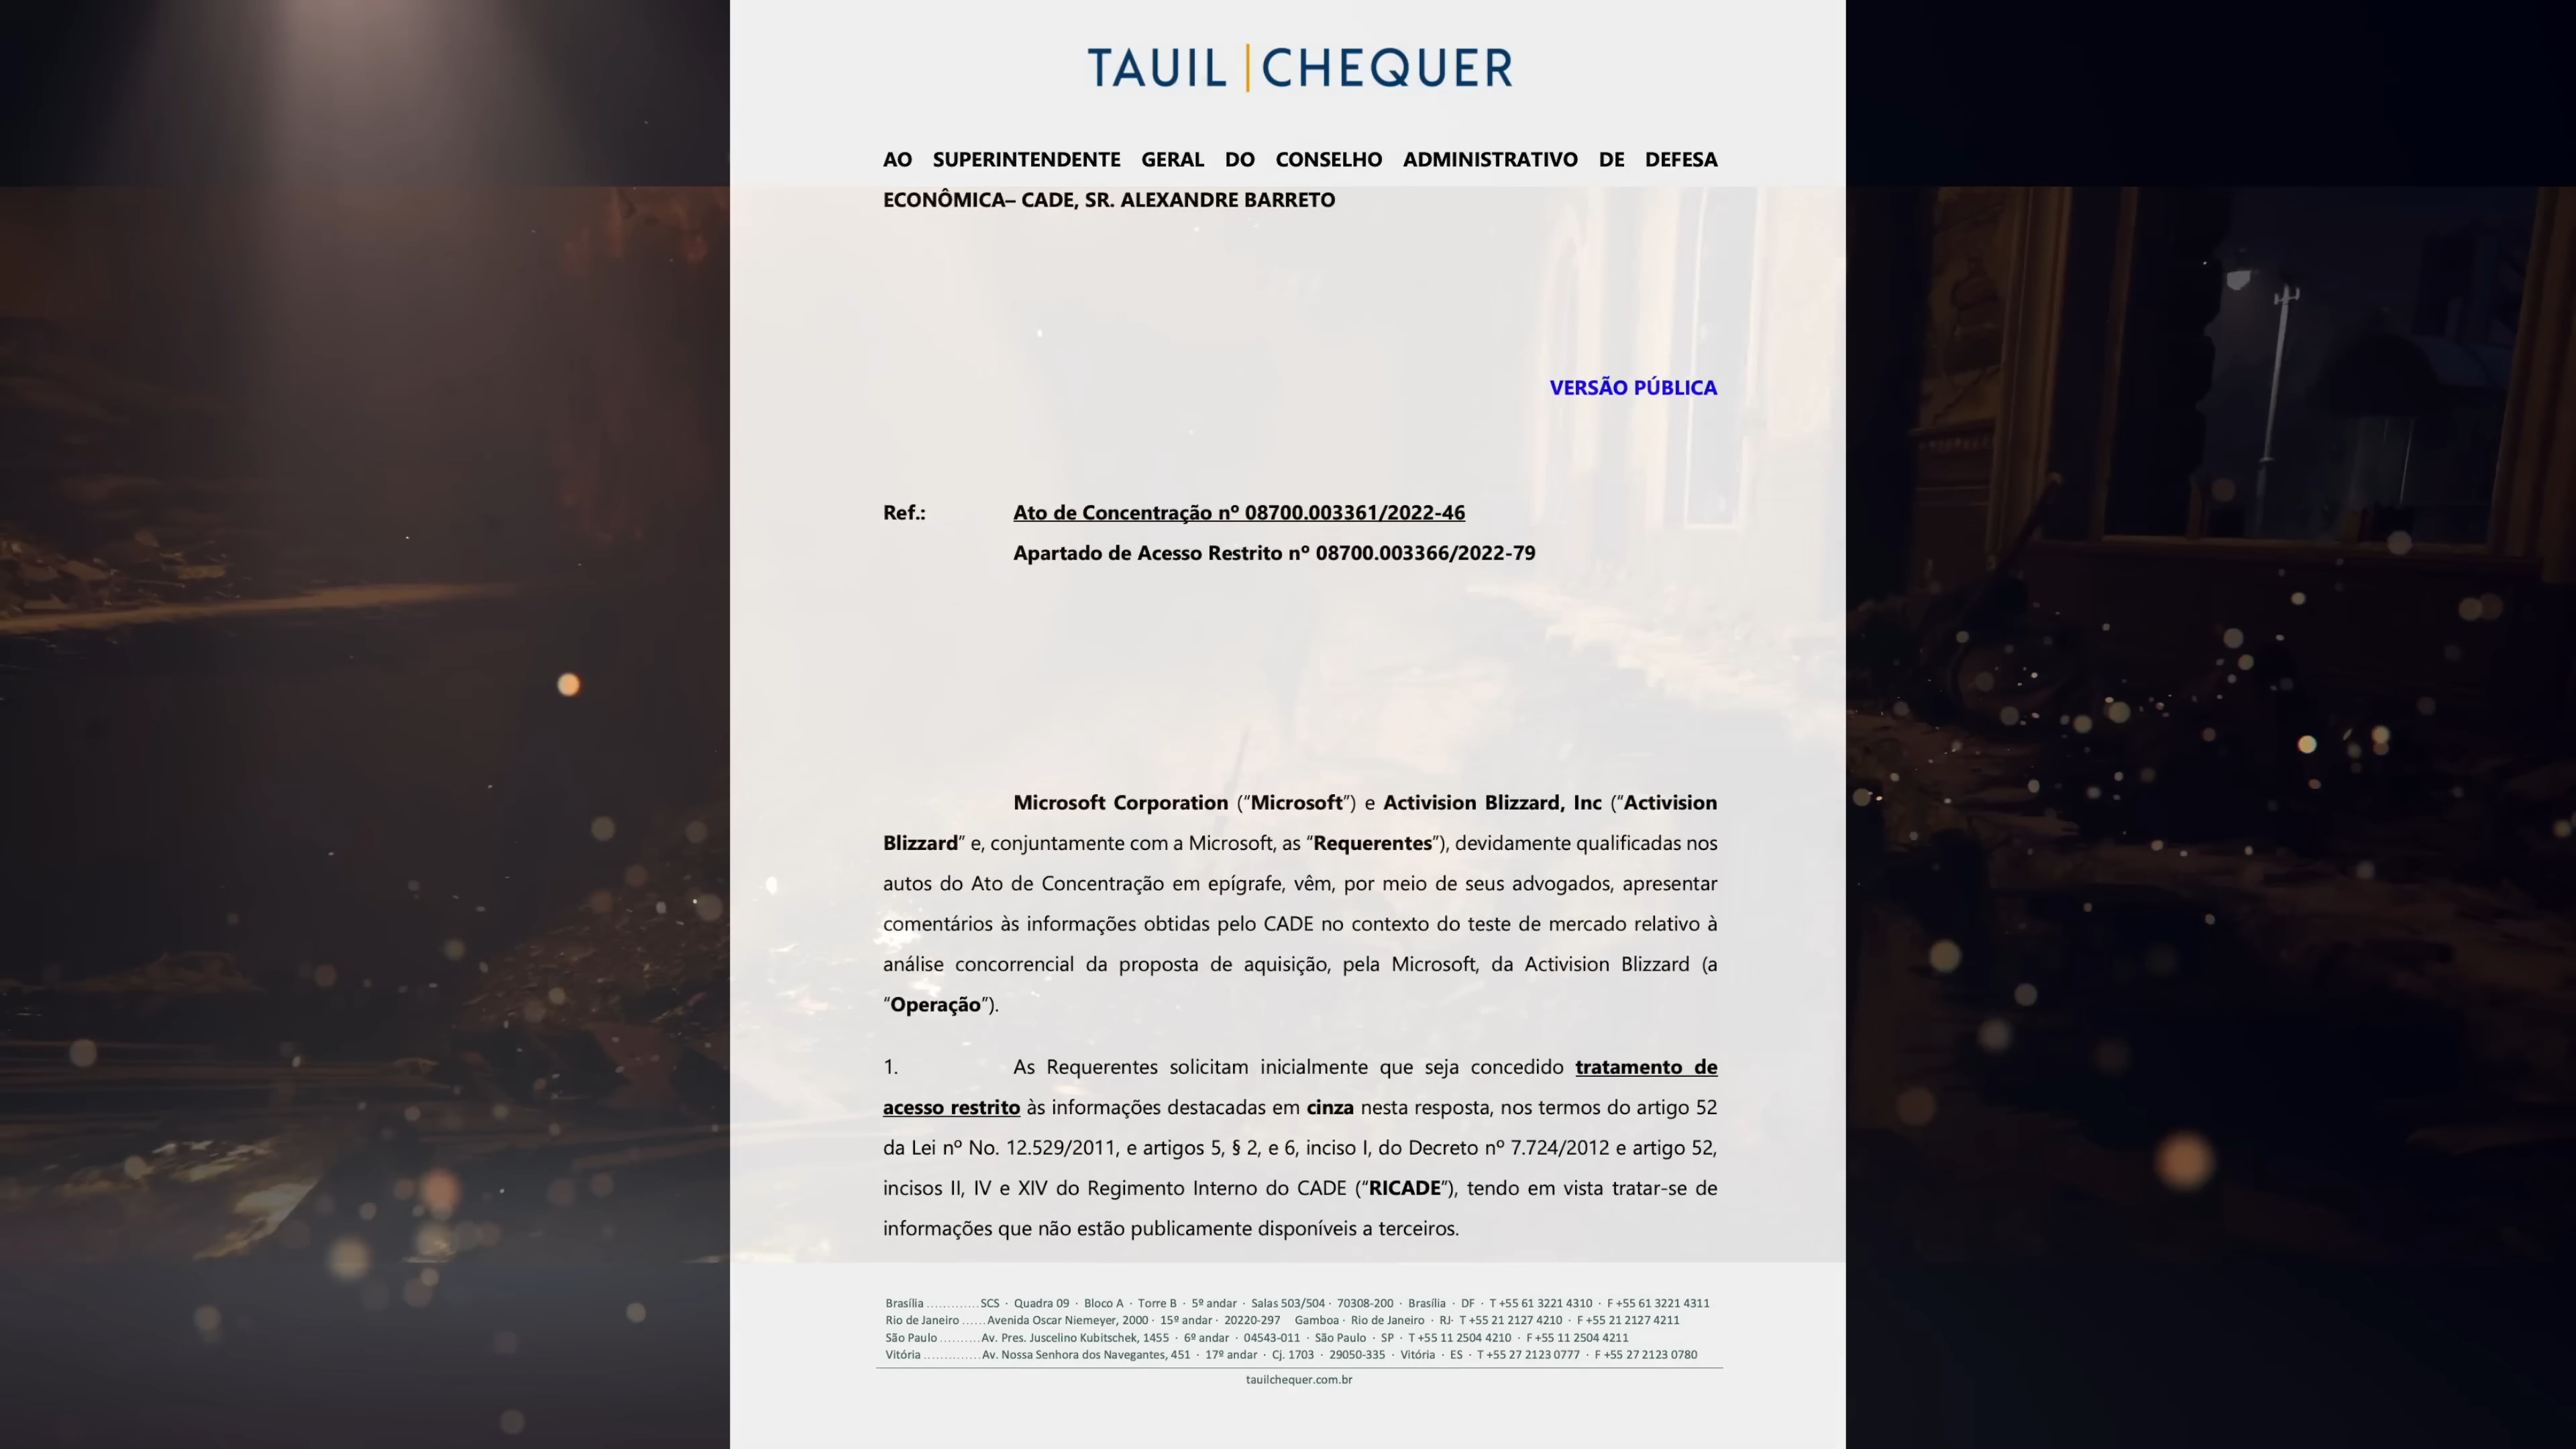 TAUIL | CHEQUER
AO SUPERINTENDENTE GERAL DO CONSELHO ADMINISTRATIVO DE DEFESA
ECONÔMICA– CADE, SR. ALEXANDRE BARRETO
VERSÃO PÚBLICA
Ref.: Ato de Concentração nº 08700.003361/2022-46
Apartado de Acesso Restrito nº 08700.003366/2022-79
Microsoft Corporation (“Microsoft”) e Activision Blizzard, Inc (“Activision
Blizzard” e, conjuntamente com a Microsoft, as “Requerentes”), devidamente qualificadas nos
autos do Ato de Concentração em epígrafe, vêm, por meio de seus advogados, apresentar
comentários às informações obtidas pelo CADE no contexto do teste de mercado relativo à
análise concorrencial da proposta de aquisição, pela Microsoft, da Activision Blizzard (a
“Operação”).
1. As Requerentes solicitam inicialmente que seja concedido tratamento de
acesso restrito às informações destacadas em cinza nesta resposta, nos termos do artigo 52
da Lei nº No. 12.529/2011, e artigos 5, § 2, e 6, inciso I, do Decreto nº 7.724/2012 e artigo 52,
incisos II, IV e XIV do Regimento Interno do CADE (“RICADE”), tendo em vista tratar-se de
informações que não estão publicamente disponíveis a terceiros.
Brasília .............SCS · Quadra 09 · Bloco A · Torre B · 5º andar · Salas 503/504 · 70308-200 · Brasília · DF · T +55 61 3221 4310 · F +55 61 3221 4311
Rio de Janeiro ......Avenida Oscar Niemeyer, 2000 · 15º andar · 20220-297 Gamboa · Rio de Janeiro · RJ· T +55 21 2127 4210 · F +55 21 2127 4211
São Paulo ..........Av. Pres. Juscelino Kubitschek, 1455 · 6º andar · 04543-011 · São Paulo · SP · T +55 11 2504 4210 · F +55 11 2504 4211
Vitória ..............Av. Nossa Senhora dos Navegantes, 451 · 17º andar · Cj. 1703 · 29050-335 · Vitória · ES · T +55 27 2123 0777 · F +55 27 2123 0780
tauilchequer.com.br